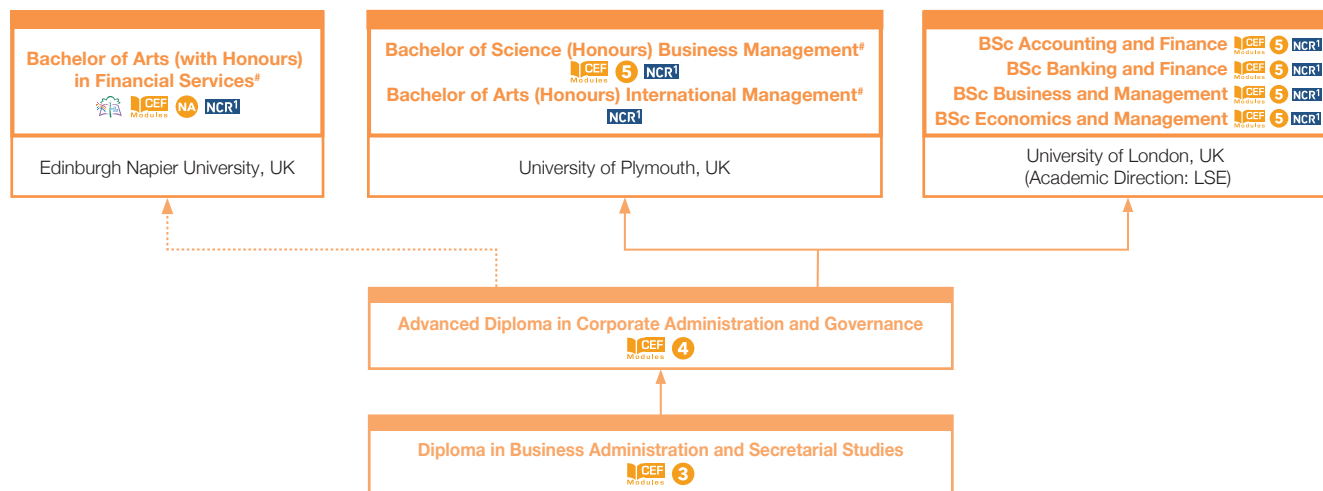 Bachelor of Arts (with Honours)
in Financial Services#
CEF Modules NA NCR1
Edinburgh Napier University, UK
Bachelor of Science (Honours) Business Management#
CEF Modules 5 NCR1
Bachelor of Arts (Honours) International Management#
NCR1
University of Plymouth, UK
BSc Accounting and Finance CEF Modules 5 NCR1
BSc Banking and Finance CEF Modules 5 NCR1
BSc Business and Management CEF Modules 5 NCR1
BSc Economics and Management CEF Modules 5 NCR1
University of London, UK
(Academic Direction: LSE)
Advanced Diploma in Corporate Administration and Governance
CEF Modules 4
Diploma in Business Administration and Secretarial Studies
CEF Modules 3